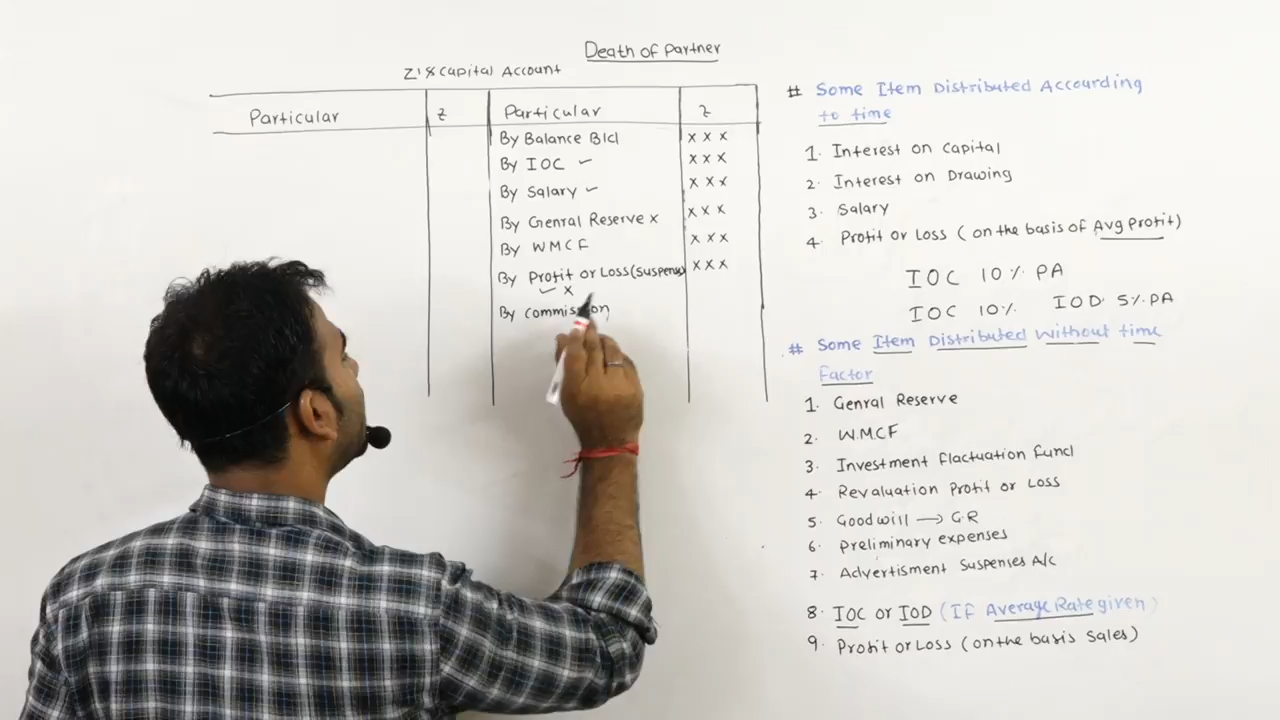 Death of Partner
Z's Capital Account
Particular z Particular z
By Balance B/d x x x
By IOC ✓ x x x
By Salary ✓ x x x
By Genral Reserve x x x x
By WMCF x x x
By Profit or Loss (Suspense x x x
✓ x
By commission
# Some Item Distributed Accourding
to time
1. Interest on Capital
2. Interest on Drawing
3. Salary
4. Profit or Loss (on the basis of Avg Profit)
IOC 10% PA
IOC 10% IOD 5% PA
# Some Item Distributed Without time
Factor
1. Genral Reserve
2. W.M.C.F
3. Investment Flactuation Fund
4. Revaluation Profit or Loss
5. Goodwill → G.R
6. Preliminary expenses
7. Advertisment Suspenses A/c
8. IOC or IOD (If Average Rate given)
9. Profit or Loss (on the basis Sales)